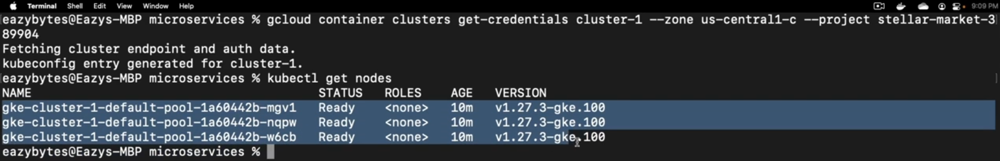 Terminal Shell Edit View Window Help 9:09 PM
eazybytes@Eazys-MBP microservices % gcloud container clusters get-credentials cluster-1 --zone us-central1-c --project stellar-market-3
89904
Fetching cluster endpoint and auth data.
kubeconfig entry generated for cluster-1.
eazybytes@Eazys-MBP microservices % kubectl get nodes
NAME STATUS ROLES AGE VERSION
gke-cluster-1-default-pool-1a60442b-mgv1 Ready <none> 10m v1.27.3-gke.100
gke-cluster-1-default-pool-1a60442b-nqpw Ready <none> 10m v1.27.3-gke.100
gke-cluster-1-default-pool-1a60442b-w6cb Ready <none> 10m v1.27.3-gke.100
eazybytes@Eazys-MBP microservices %